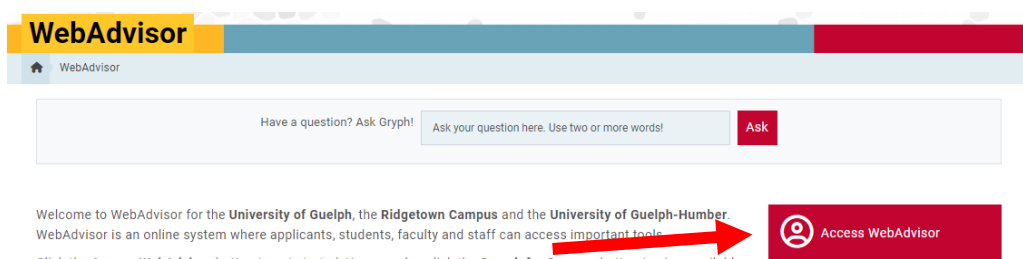 WebAdvisor
WebAdvisor
Have a question? Ask Gryph!
Ask your question here. Use two or more words!
Ask
Welcome to WebAdvisor for the University of Guelph, the Ridgetown Campus and the University of Guelph-Humber.
WebAdvisor is an online system where applicants, students, faculty and staff can access important tools
Access WebAdvisor